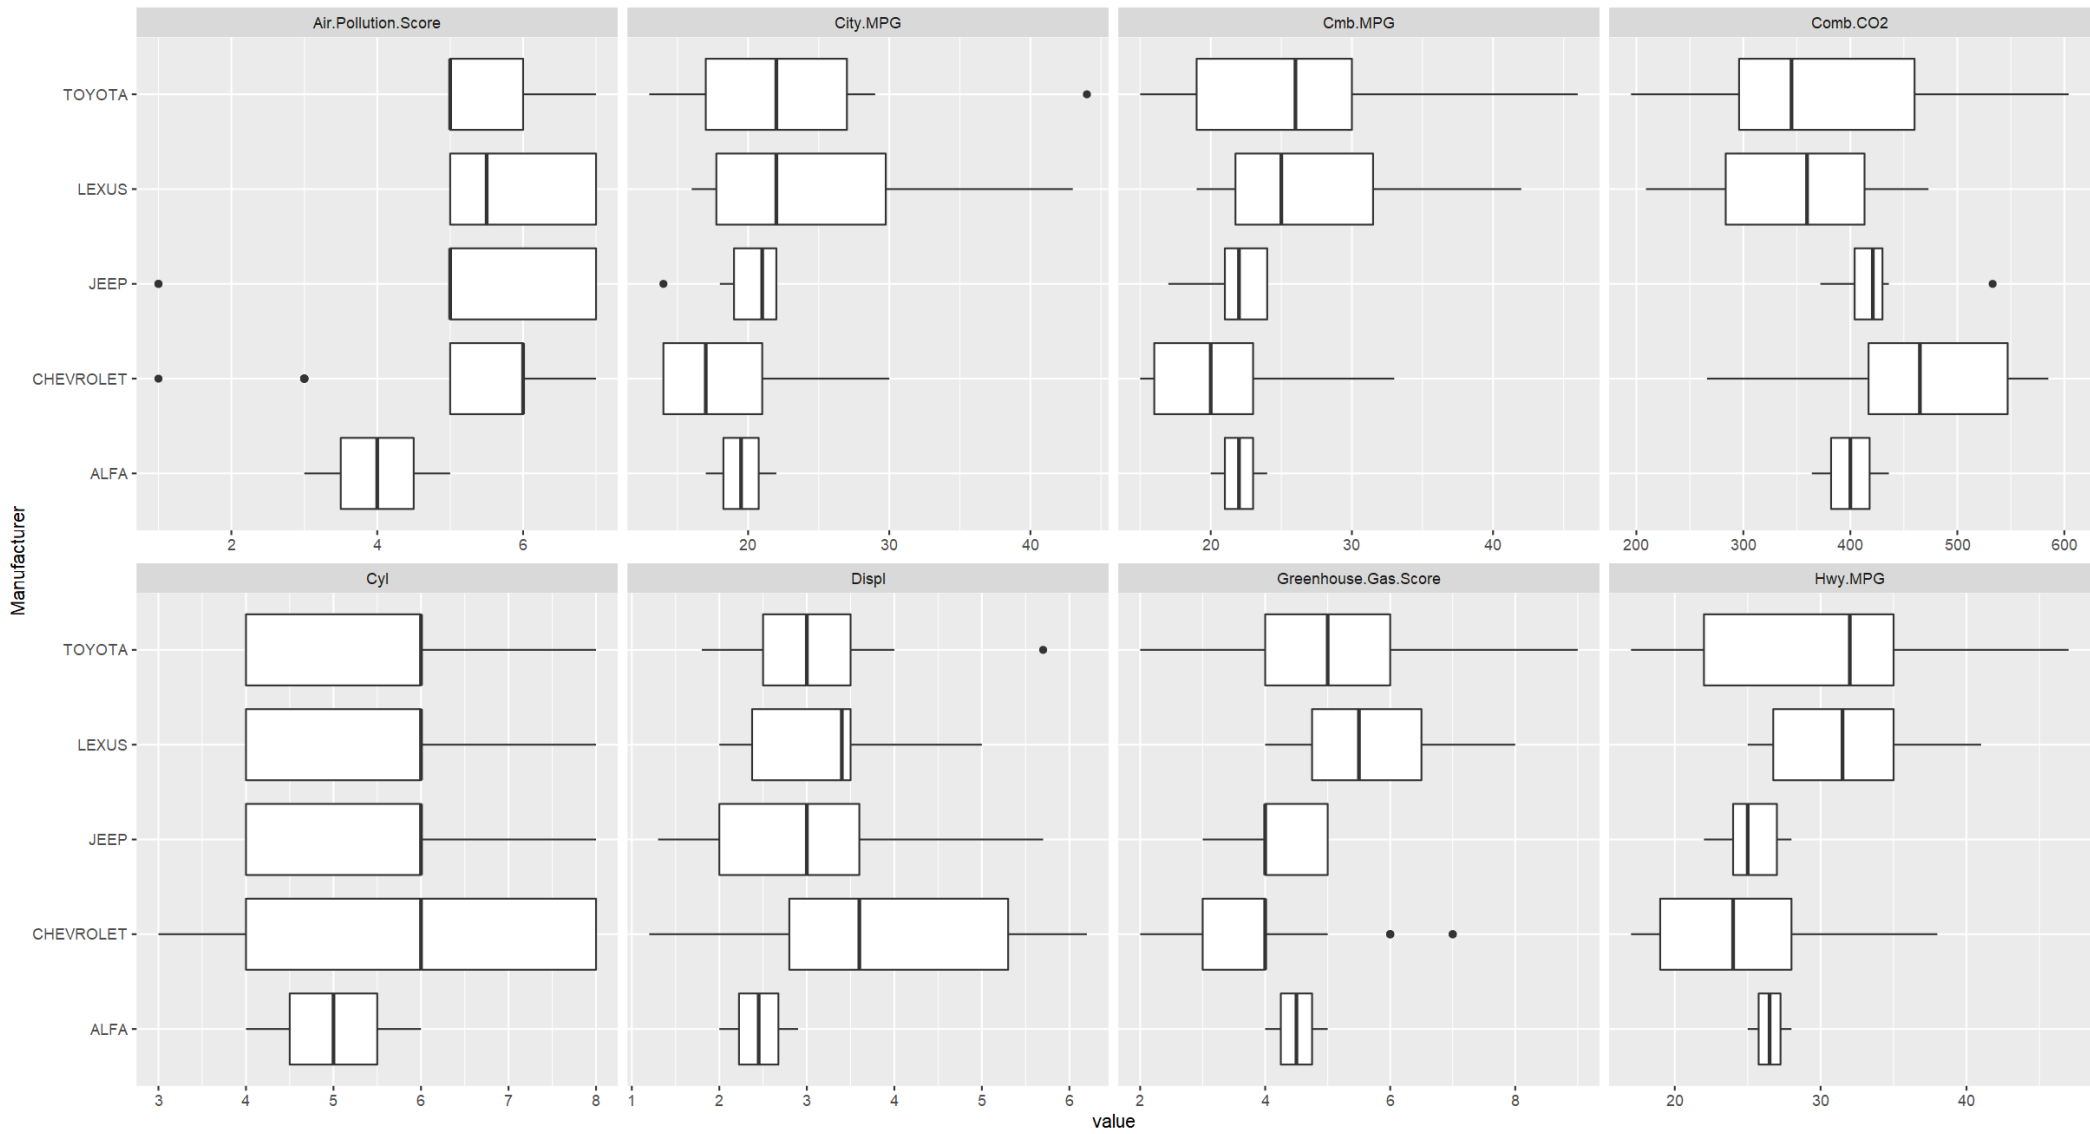 Air.Pollution.Score
City.MPG
Cmb.MPG
Comb.CO2
TOYOTA
LEXUS
JEEP
CHEVROLET
ALFA
2 4 6
20 30 40
20 30 40
200 300 400 500 600
Manufacturer
Cyl
Displ
Greenhouse.Gas.Score
Hwy.MPG
TOYOTA
LEXUS
JEEP
CHEVROLET
ALFA
3 4 5 6 7 8
1 2 3 4 5 6
2 4 6 8
20 30 40
value